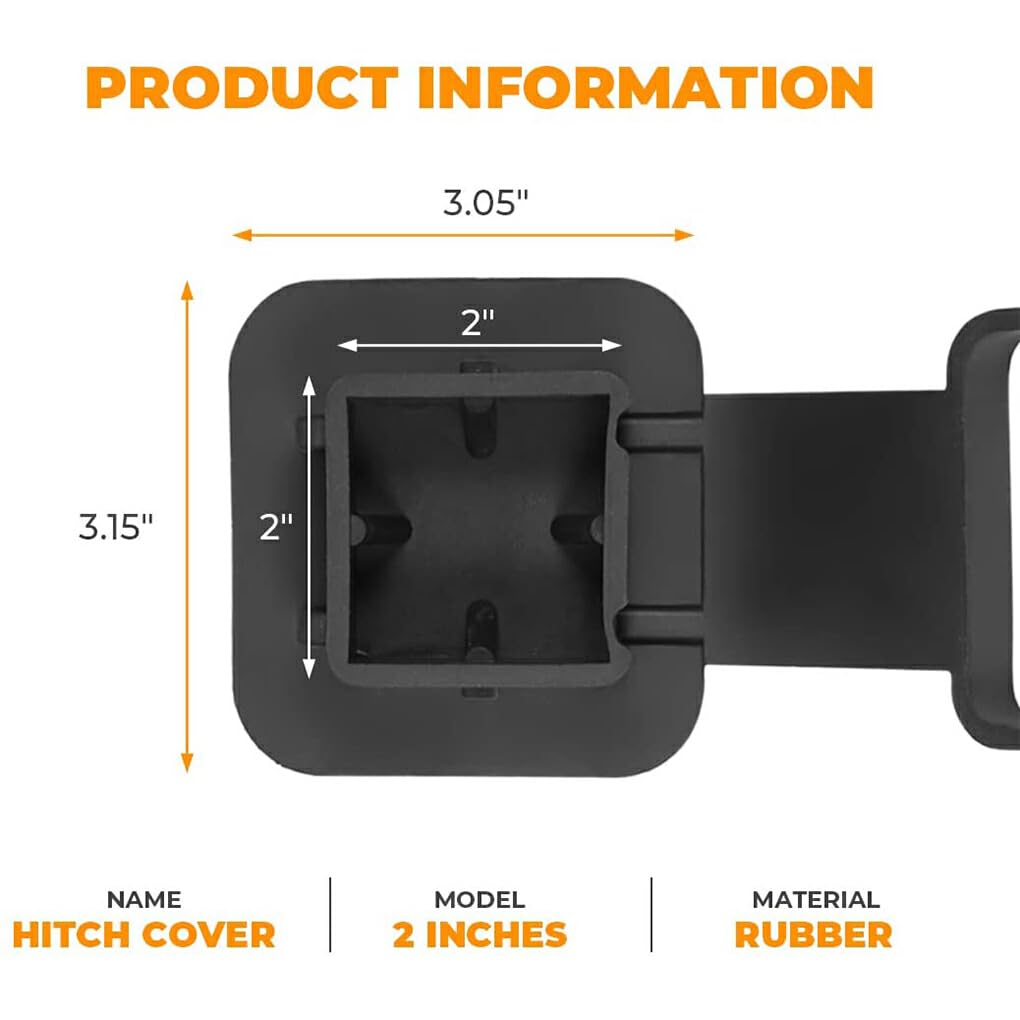 PRODUCT INFORMATION
3.05"
2"
3.15"
2"
NAME
HITCH COVER
MODEL
2 INCHES
MATERIAL
RUBBER